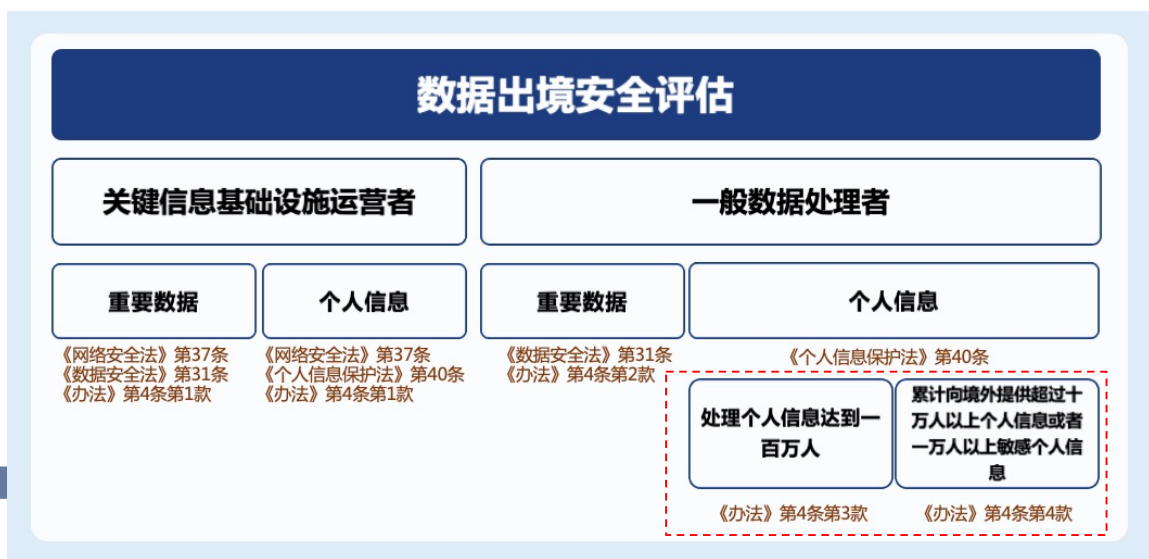 数据出境安全评估
关键信息基础设施运营者
一般数据处理者
重要数据
个人信息
重要数据
个人信息
《网络安全法》第37条
《数据安全法》第31条
《办法》第4条第1款
《网络安全法》第37条
《个人信息保护法》第40条
《办法》第4条第1款
《数据安全法》第31条
《办法》第4条第2款
《个人信息保护法》第40条
处理个人信息达到一
百万人
累计向境外提供超过十
万人以上个人信息或者
一万人以上敏感个人信
息
《办法》第4条第3款
《办法》第4条第4款